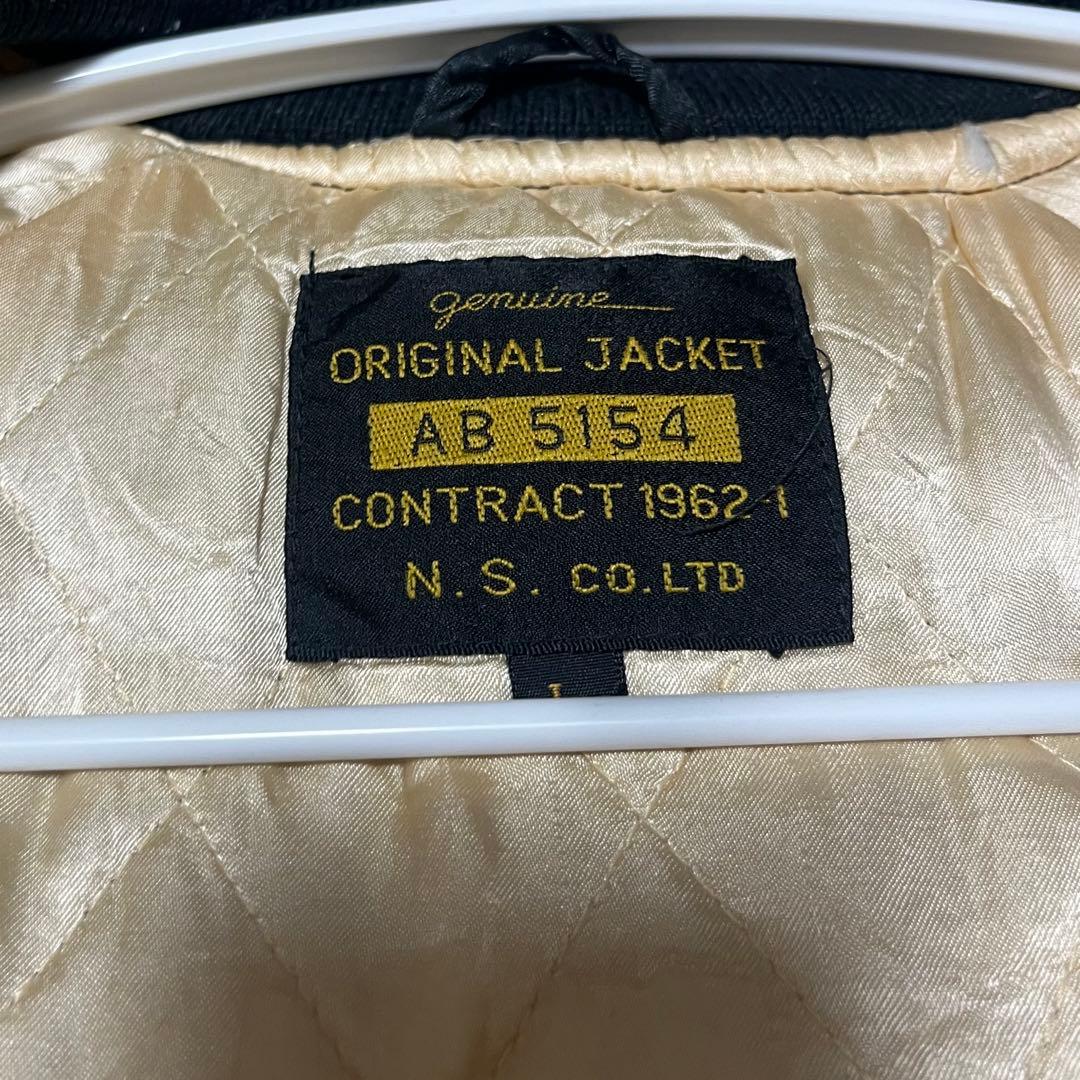 genuine
ORIGINAL JACKET
AB 5154
CONTRACT 1962-1
N. S. CO. LTD